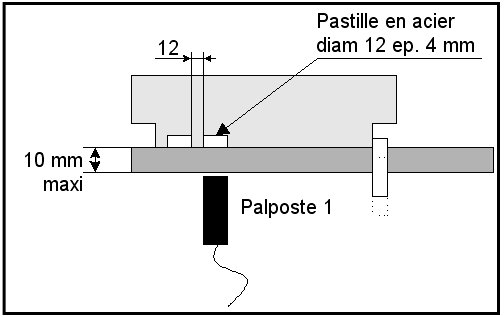 Pastille en acier
diam 12 ep. 4 mm
12
10 mm
maxi
Palposte 1